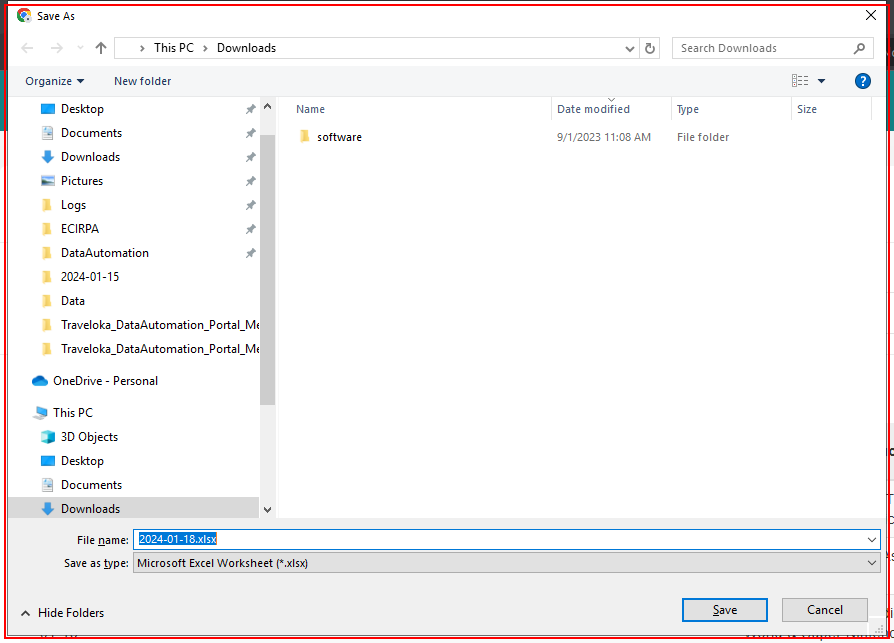 Save As
This PC > Downloads
Search Downloads
Organize
New folder
Name
Date modified
Type
Size
software
9/1/2023 11:08 AM
File folder
Desktop
Documents
Downloads
Pictures
Logs
ECIRPA
DataAutomation
2024-01-15
Data
Traveloka_DataAutomation_Portal_Me
Traveloka_DataAutomation_Portal_Me
OneDrive - Personal
This PC
3D Objects
Desktop
Documents
Downloads
File name: 2024-01-18.xlsx
Save as type: Microsoft Excel Worksheet (*.xlsx)
Hide Folders
Save
Cancel